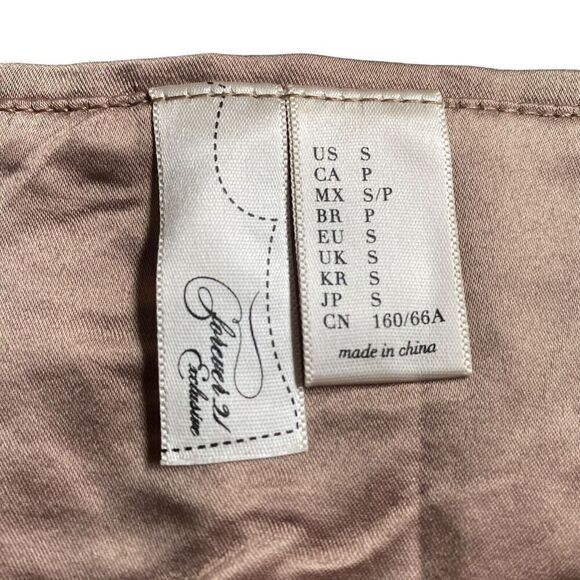 Forever 21
Exclusive
US S
CA P
MX S/P
BR P
EU S
UK S
KR S
JP S
CN 160/66A
made in china